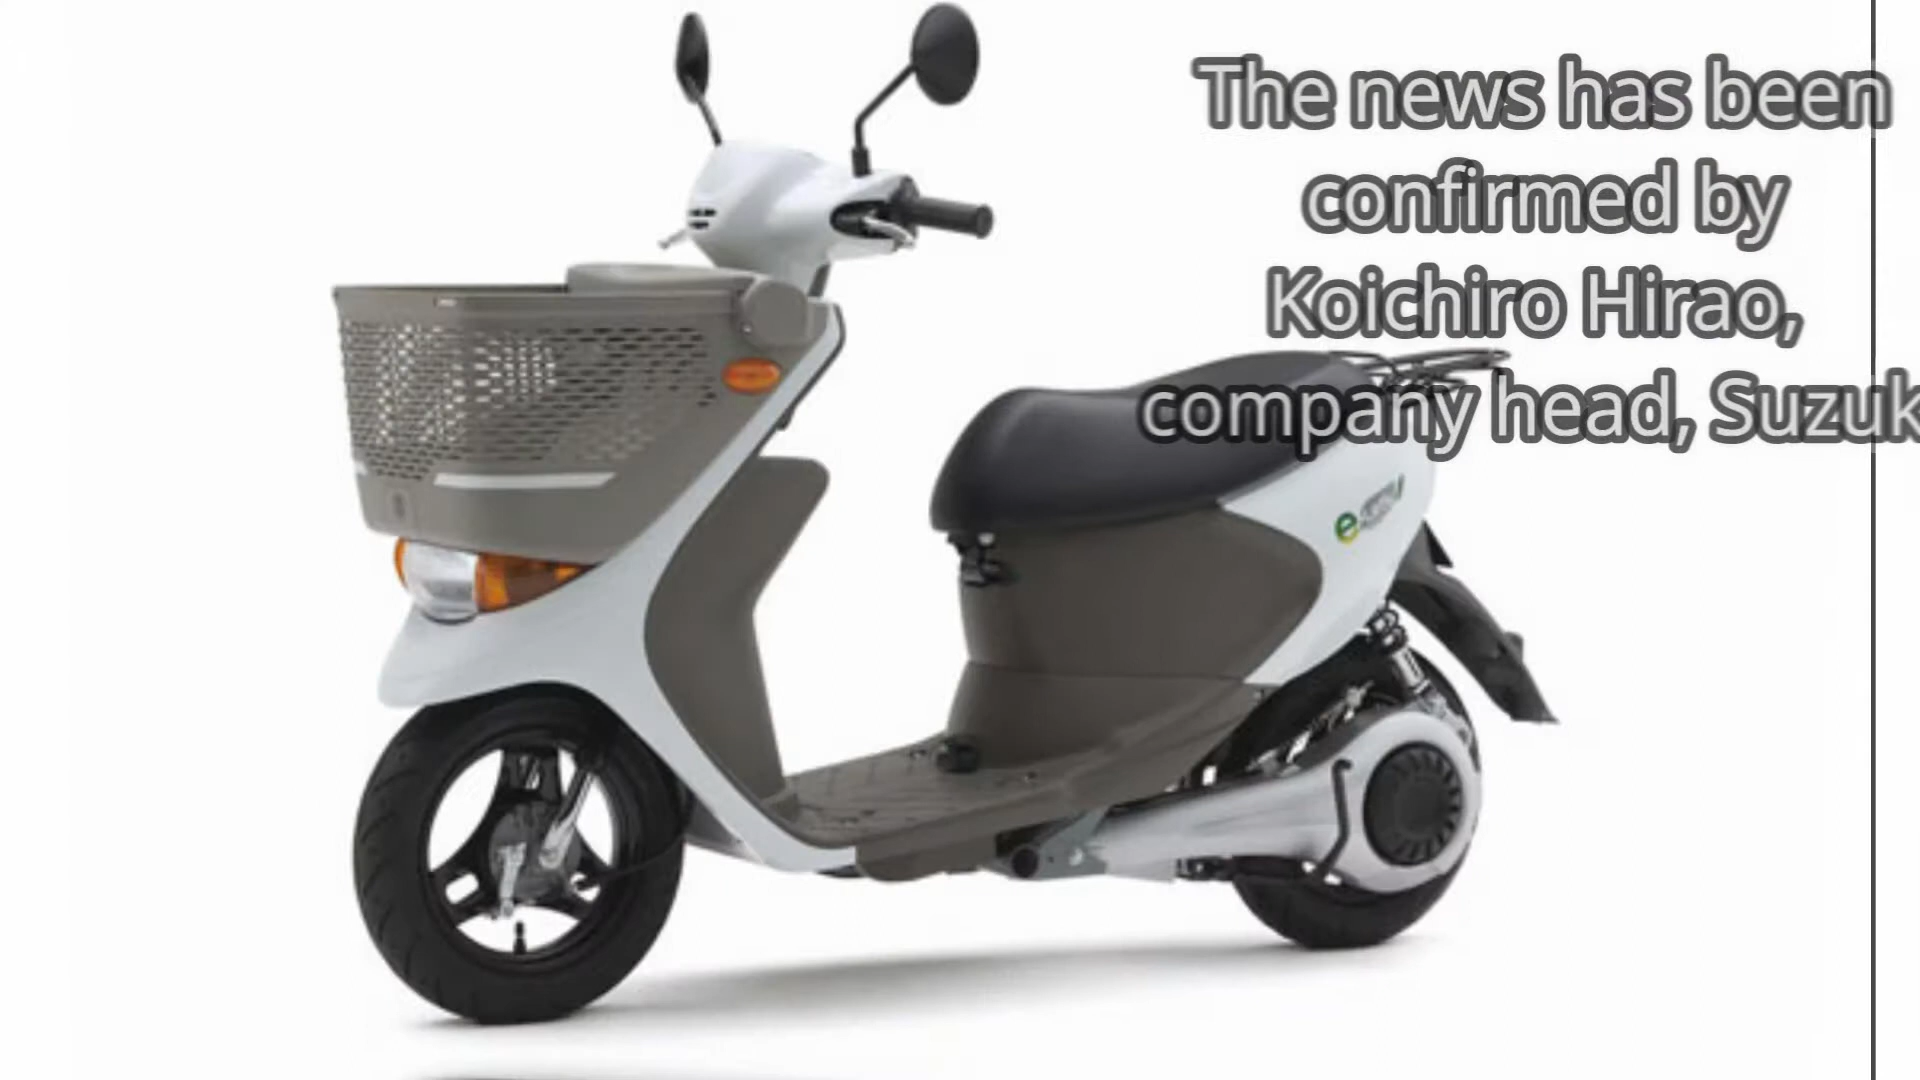 The news has been
confirmed by
Koichiro Hirao,
company head, Suzuk
e